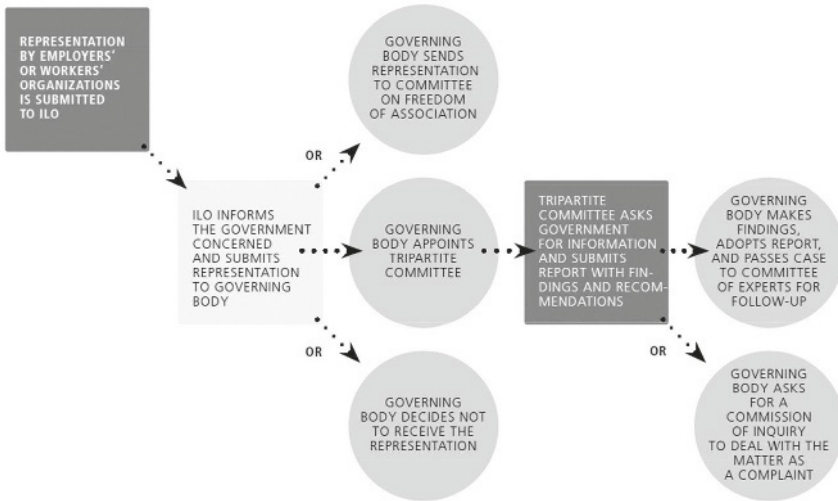 REPRESENTATION
BY EMPLOYERS'
OR WORKERS'
ORGANIZATIONS
IS SUBMITTED
TO ILO
GOVERNING
BODY SENDS
REPRESENTATION
TO COMMITTEE
ON FREEDOM
OF ASSOCIATION
OR
ILO INFORMS
THE GOVERNMENT
CONCERNED
AND SUBMITS
REPRESENTATION
TO GOVERNING
BODY
GOVERNING
BODY APPOINTS
TRIPARTITE
COMMITTEE
TRIPARTITE
COMMITTEE ASKS
GOVERNMENT
FOR INFORMATION
AND SUBMITS
REPORT WITH FIN-
DINGS AND RECOM-
MENDATIONS
GOVERNING
BODY MAKES
FINDINGS,
ADOPTS REPORT,
AND PASSES CASE
TO COMMITTEE
OF EXPERTS FOR
FOLLOW-UP
OR
GOVERNING
BODY DECIDES NOT
TO RECEIVE THE
REPRESENTATION
OR
GOVERNING
BODY ASKS
FOR A
COMMISSION
OF INQUIRY
TO DEAL WITH THE
MATTER AS
A COMPLAINT